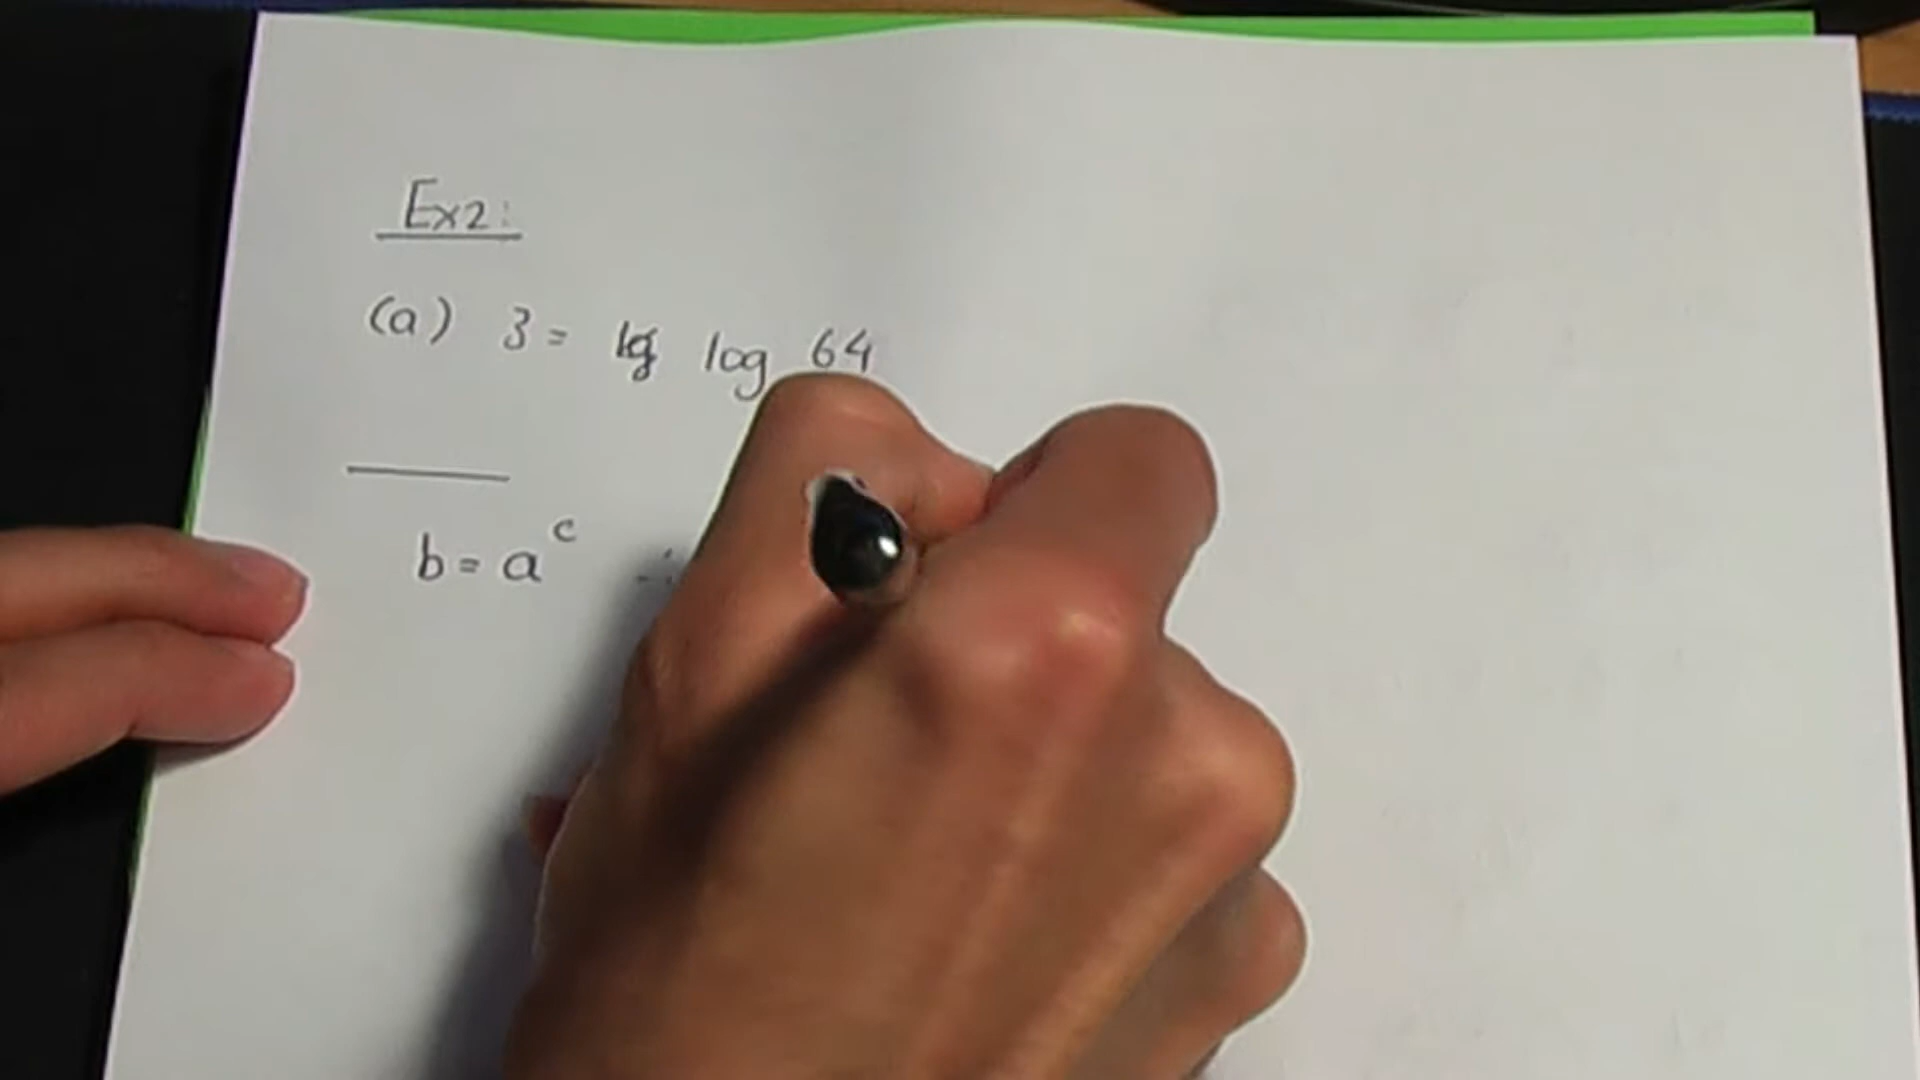 Ex2:
(a) 3 = log 64
b = a^c ∴